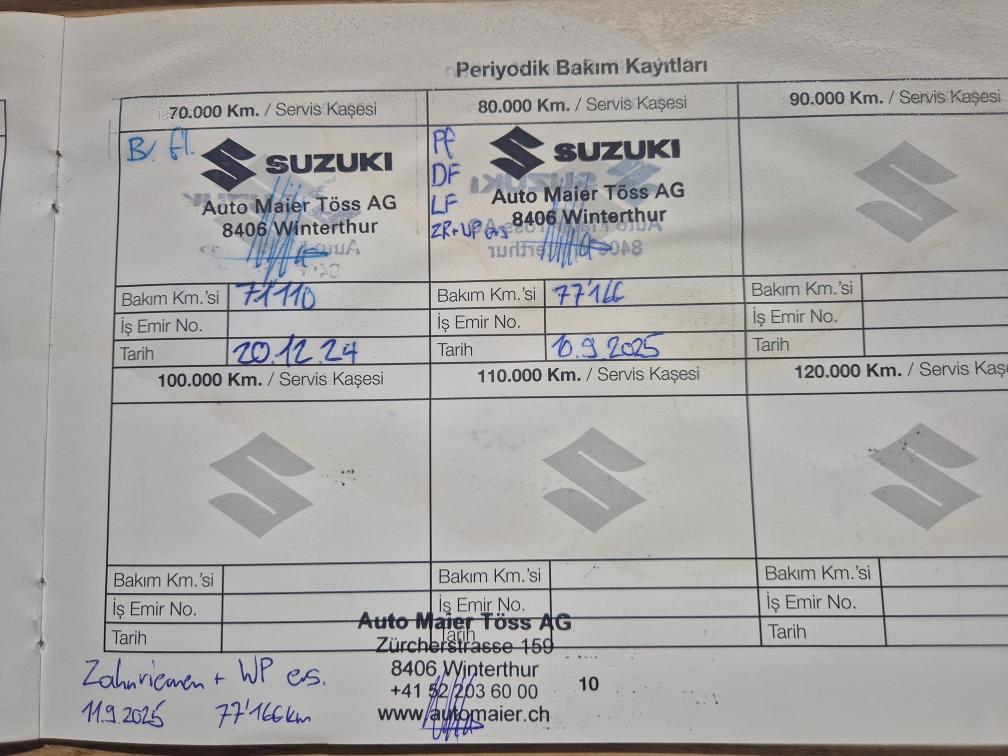 Periyodik Bakım Kayıtları
70.000 Km. / Servis Kaşesi
B. fl.
SUZUKI
Auto Maier Töss AG
8406 Winterthur
Bakım Km.'si 71'110
İş Emir No.
Tarih 20.12.24
80.000 Km. / Servis Kaşesi
Pf
DF
LF
ZR+WP ers
SUZUKI
Auto Maier Töss AG
8406 Winterthur
Bakım Km.'si 77'166
İş Emir No.
Tarih 10.9.2025
90.000 Km. / Servis Kaşesi
Bakım Km.'si
İş Emir No.
Tarih
100.000 Km. / Servis Kaşesi
Bakım Km.'si
İş Emir No.
Tarih
110.000 Km. / Servis Kaşesi
Bakım Km.'si
İş Emir No.
Tarih
120.000 Km. / Servis Kaşe
Bakım Km.'si
İş Emir No.
Tarih
Auto Maier Töss AG
Zürcherstrasse 159
8406 Winterthur
+41 52 203 60 00
www.automaier.ch
Zahnriemen + WP ers.
11.9.2025 77'166km
10